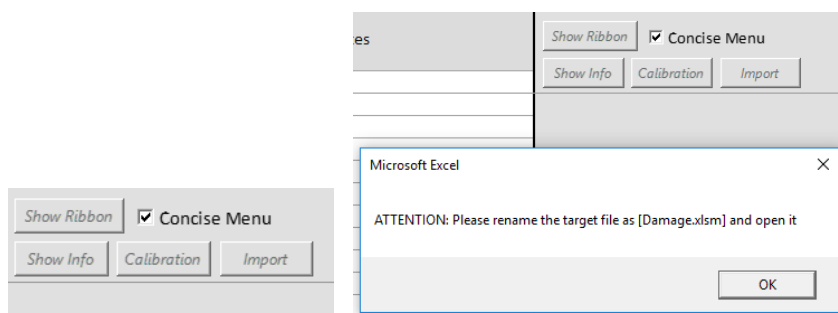 Show Ribbon Concise Menu
Show Info Calibration Import
es
Show Ribbon Concise Menu
Show Info Calibration Import
Microsoft Excel
ATTENTION: Please rename the target file as [Damage.xlsm] and open it
OK